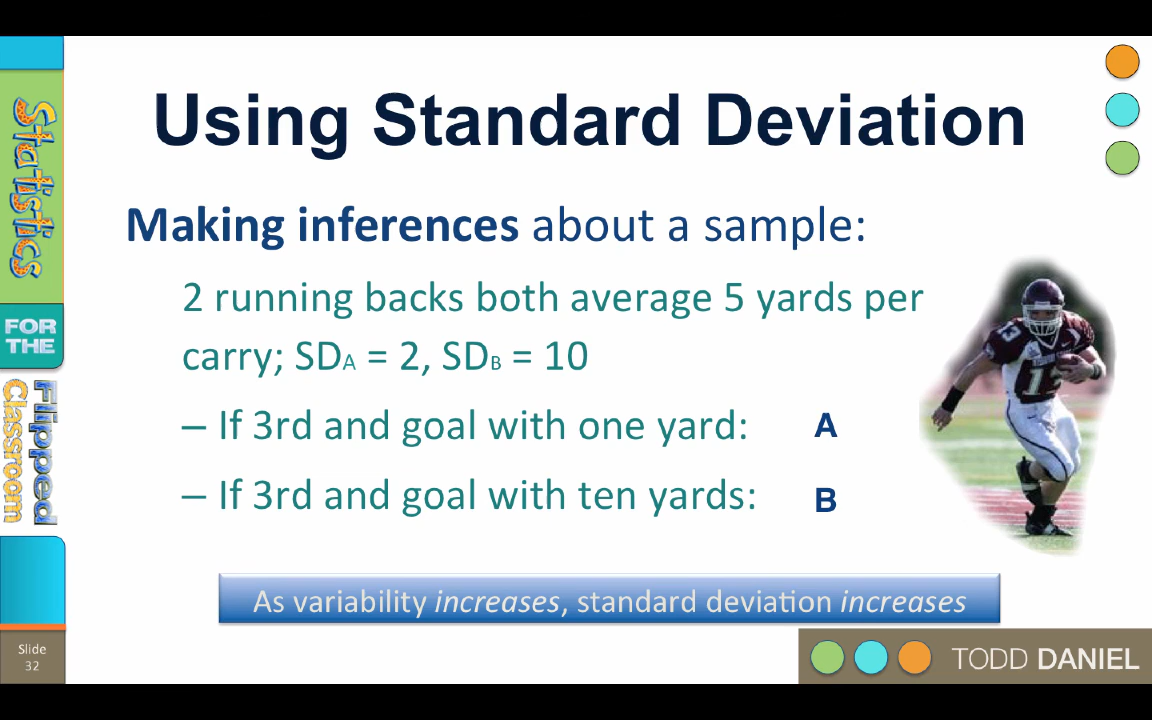 Using Standard Deviation
Making inferences about a sample:
2 running backs both average 5 yards per
carry; SDA = 2, SDB = 10
– If 3rd and goal with one yard: A
– If 3rd and goal with ten yards: B
As variability increases, standard deviation increases
Statistics
FOR
THE
Flipped
Classroom
Slide
32
13
TODD DANIEL